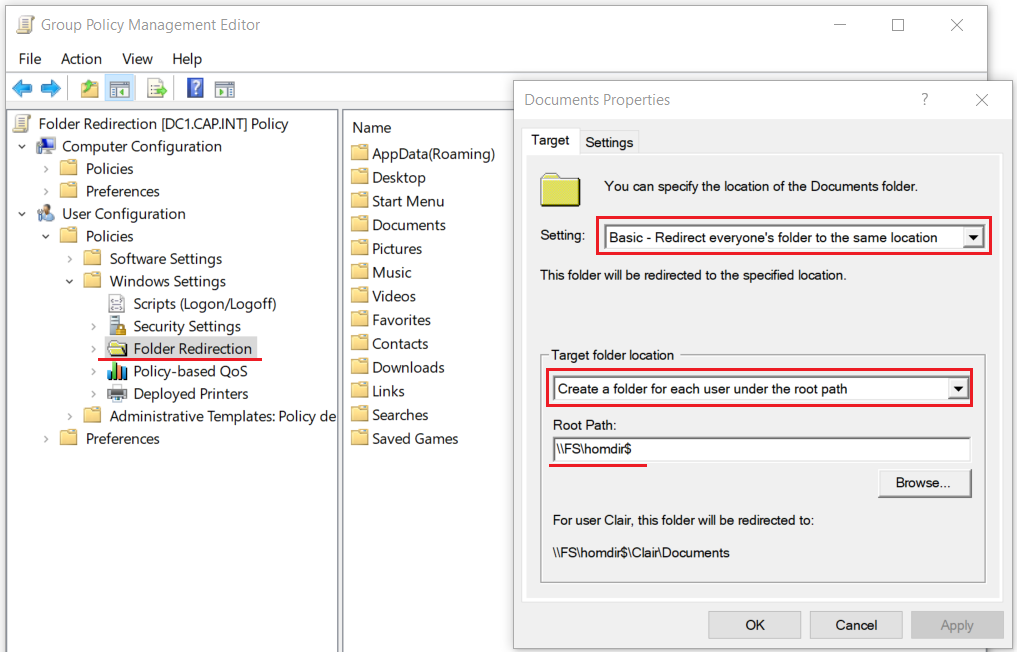 Group Policy Management Editor
File Action View Help
Folder Redirection [DC1.CAP.INT] Policy
Computer Configuration
Policies
Preferences
User Configuration
Policies
Software Settings
Windows Settings
Scripts (Logon/Logoff)
Security Settings
Folder Redirection
Policy-based QoS
Deployed Printers
Administrative Templates: Policy de
Preferences
Name
AppData(Roaming)
Desktop
Start Menu
Documents
Pictures
Music
Videos
Favorites
Contacts
Downloads
Links
Searches
Saved Games
Documents Properties
?
Target Settings
You can specify the location of the Documents folder.
Setting: Basic - Redirect everyone's folder to the same location
This folder will be redirected to the specified location.
Target folder location
Create a folder for each user under the root path
Root Path:
\\FS\homdir$
Browse...
For user Clair, this folder will be redirected to:
\\FS\homdir$\Clair\Documents
OK Cancel Apply